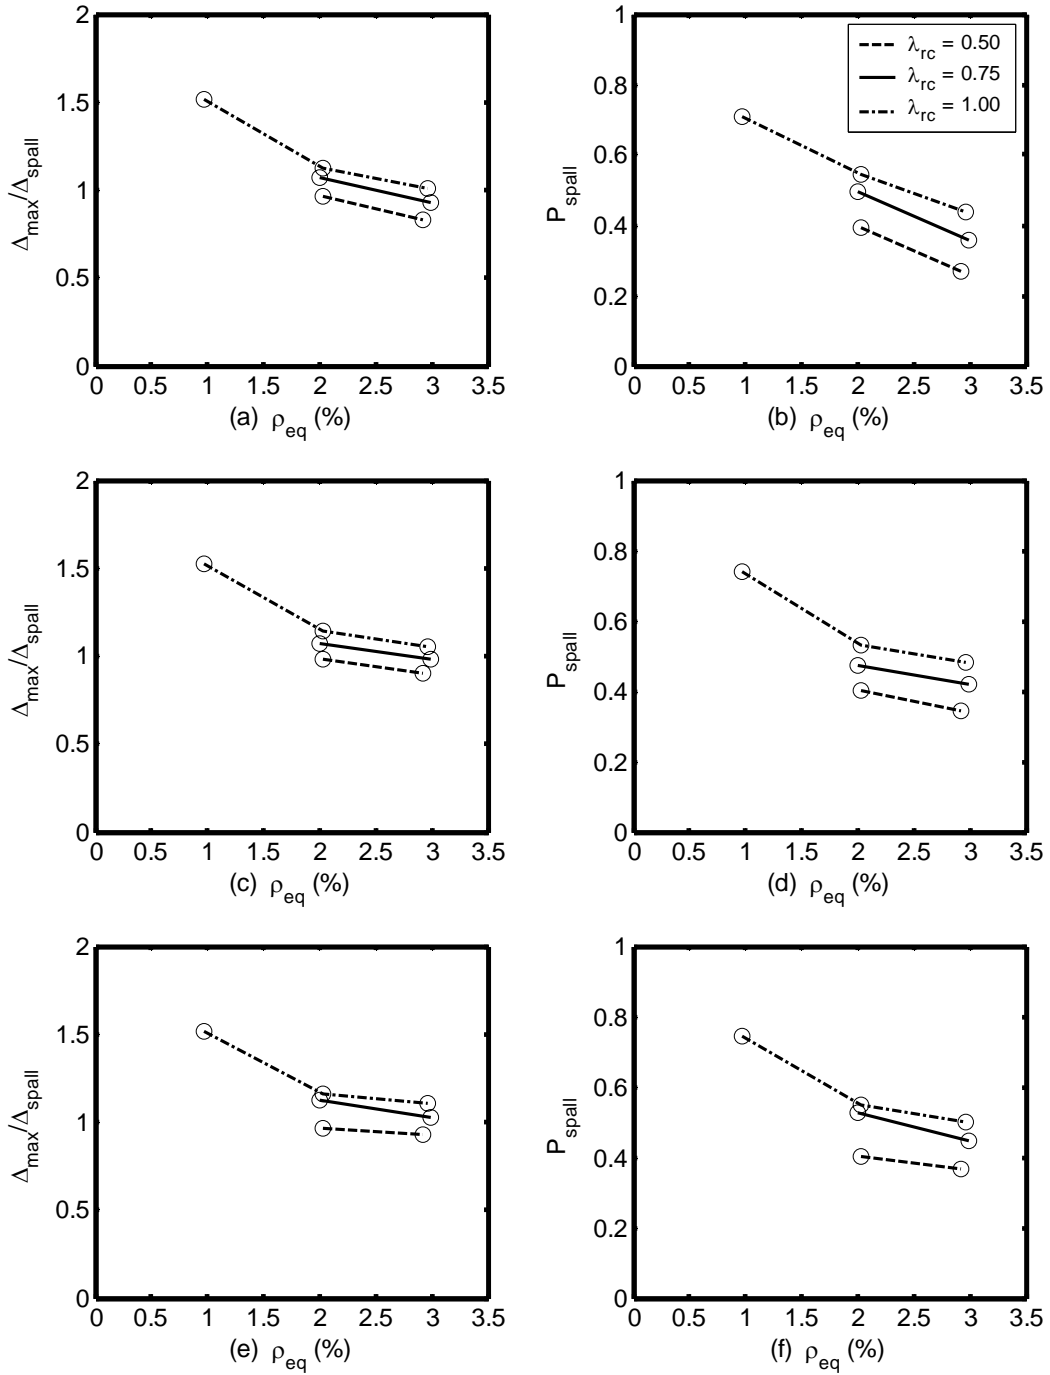 2
1.5
1
0.5
0
Δmax/Δspall
0 0.5 1 1.5 2 2.5 3 3.5
(a) ρeq (%)
1
0.8
0.6
0.4
0.2
0
Pspall
λrc = 0.50
λrc = 0.75
λrc = 1.00
0 0.5 1 1.5 2 2.5 3 3.5
(b) ρeq (%)
2
1.5
1
0.5
0
Δmax/Δspall
0 0.5 1 1.5 2 2.5 3 3.5
(c) ρeq (%)
1
0.8
0.6
0.4
0.2
0
Pspall
0 0.5 1 1.5 2 2.5 3 3.5
(d) ρeq (%)
2
1.5
1
0.5
0
Δmax/Δspall
0 0.5 1 1.5 2 2.5 3 3.5
(e) ρeq (%)
1
0.8
0.6
0.4
0.2
0
Pspall
0 0.5 1 1.5 2 2.5 3 3.5
(f) ρeq (%)